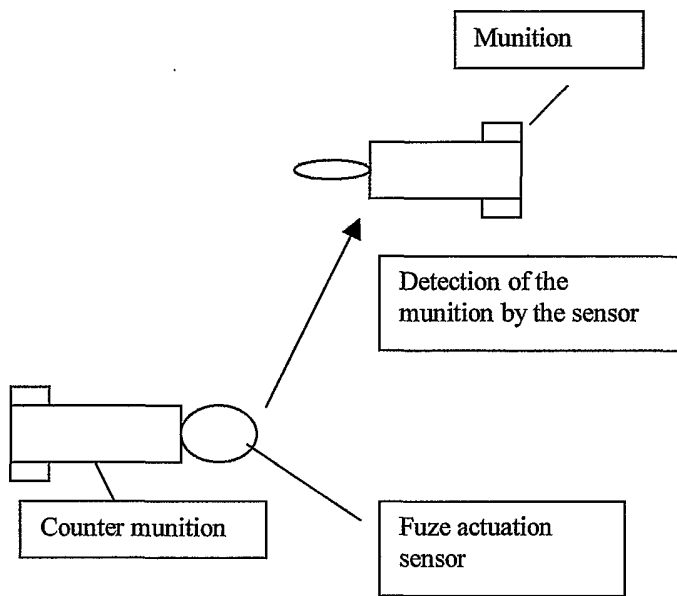 Munition
Detection of the
munition by the sensor
Counter munition
Fuze actuation
sensor